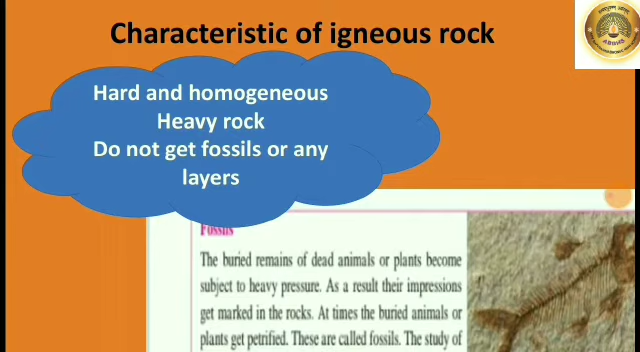 Characteristic of igneous rock
Hard and homogeneous
Heavy rock
Do not get fossils or any
layers
Fossils
The buried remains of dead animals or plants become
subject to heavy pressure. As a result their impressions
get marked in the rocks. At times the buried animals or
plants get petrified. These are called fossils. The study of